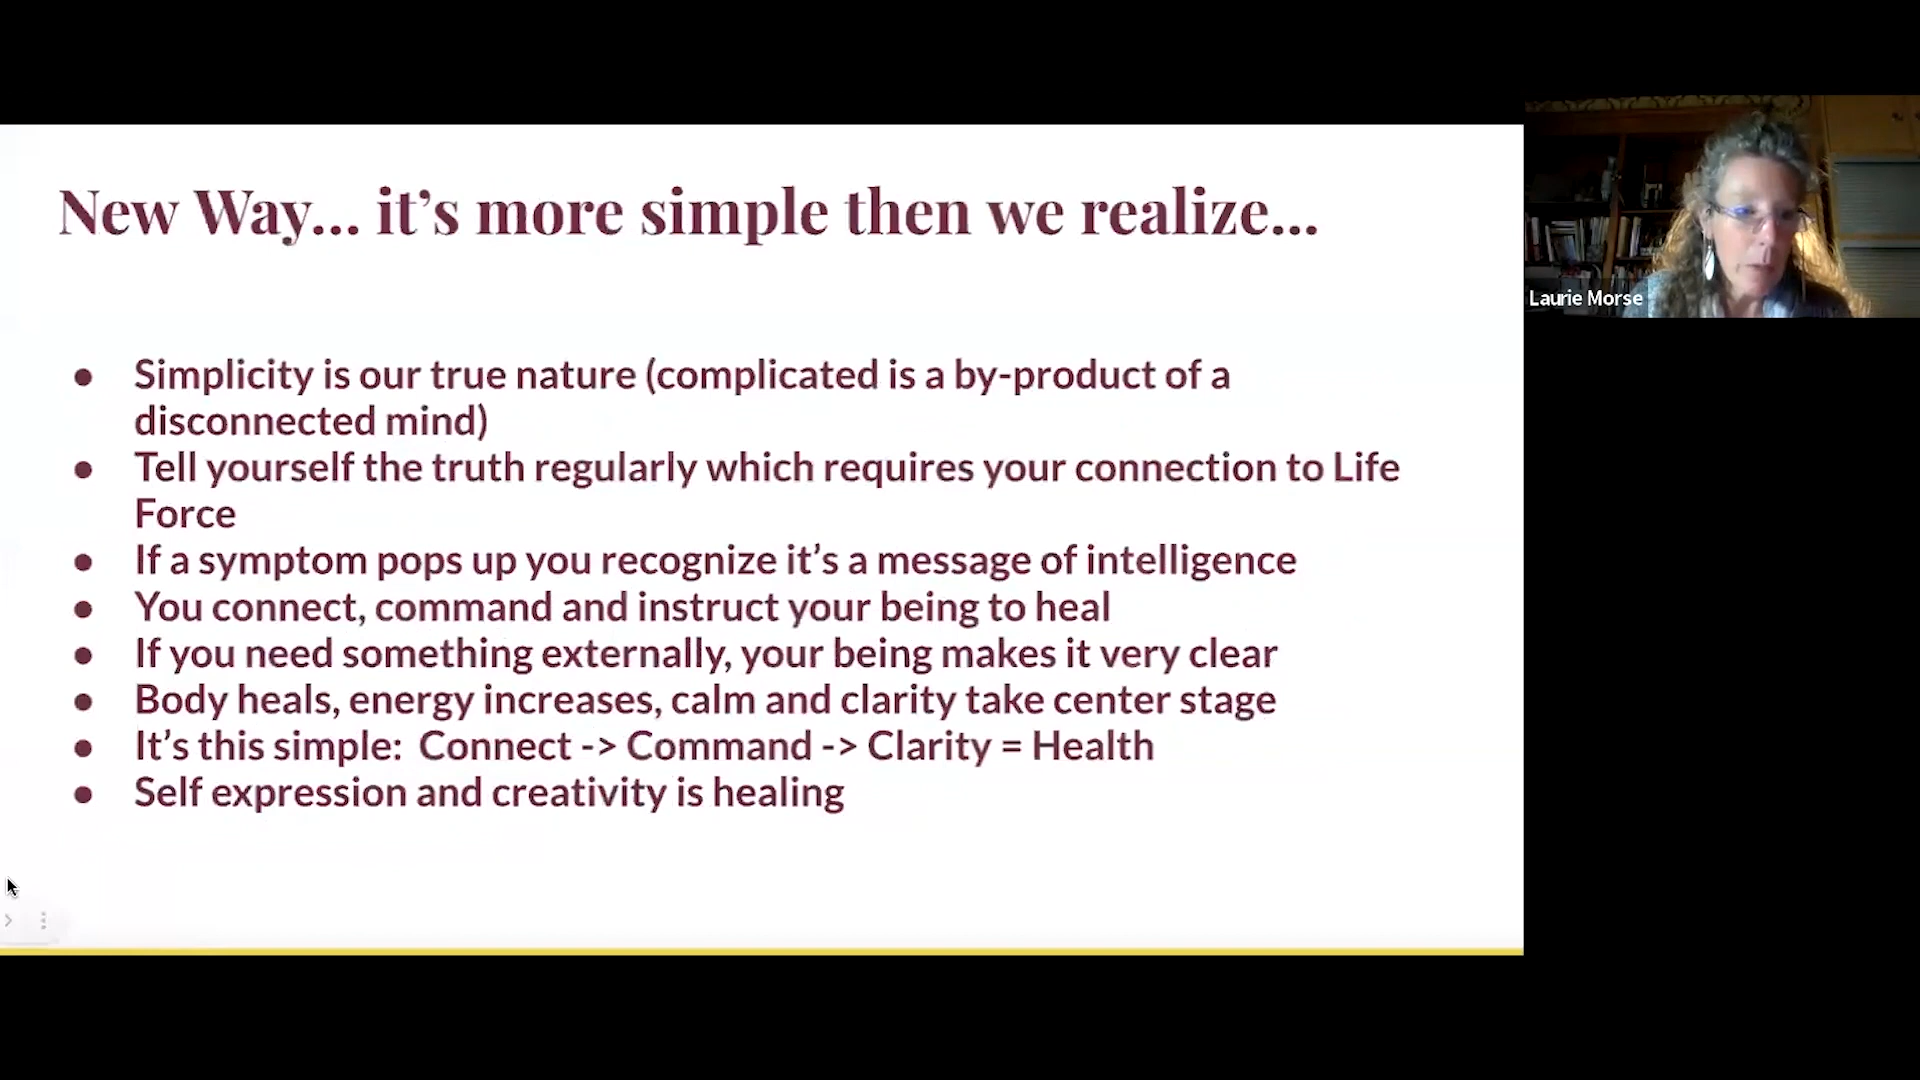 New Way... it's more simple then we realize...
● Simplicity is our true nature (complicated is a by-product of a
disconnected mind)
● Tell yourself the truth regularly which requires your connection to Life
Force
● If a symptom pops up you recognize it's a message of intelligence
● You connect, command and instruct your being to heal
● If you need something externally, your being makes it very clear
● Body heals, energy increases, calm and clarity take center stage
● It's this simple:  Connect -> Command -> Clarity = Health
● Self expression and creativity is healing
Laurie Morse